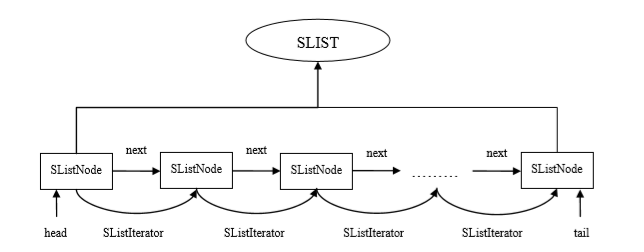 SLIST
next
next
next
next
SListNode
SListNode
SListNode
.........
SListNode
head
SListIterator
SListIterator
SListIterator
SListIterator
tail